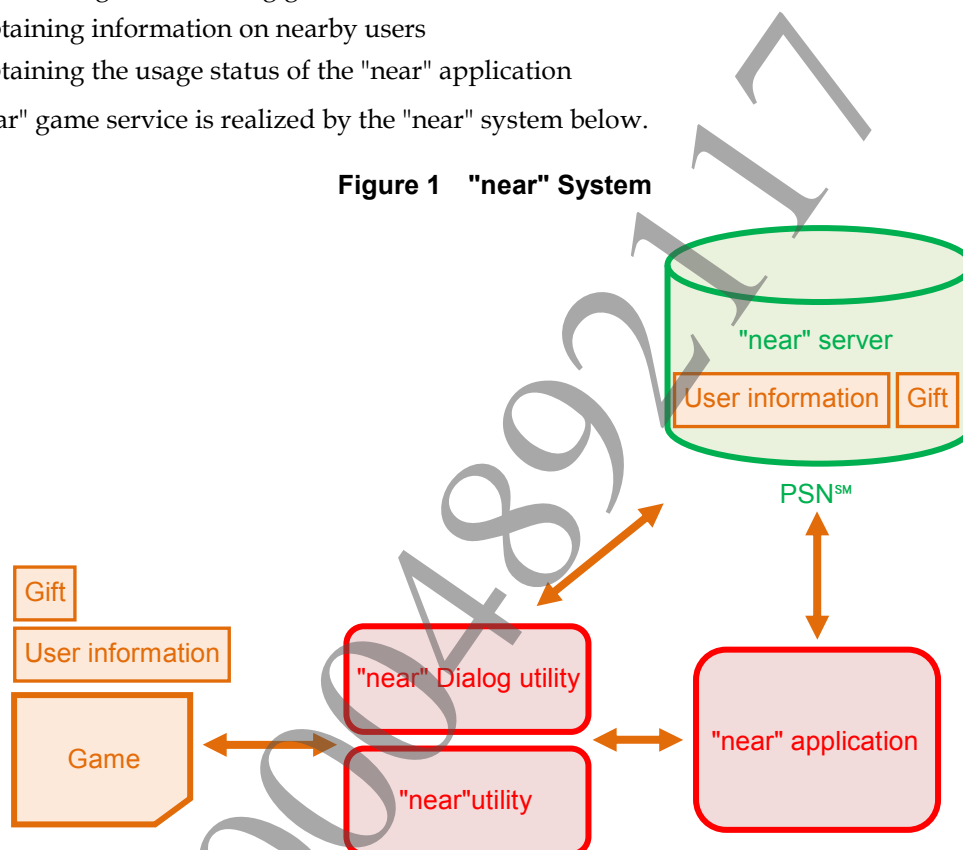 taining information on nearby users
taining the usage status of the "near" application
ar" game service is realized by the "near" system below.
Figure 1 "near" System
"near" server
User information
Gift
PSN℠
Gift
User information
"near" Dialog utility
Game
"near" application
"near"utility